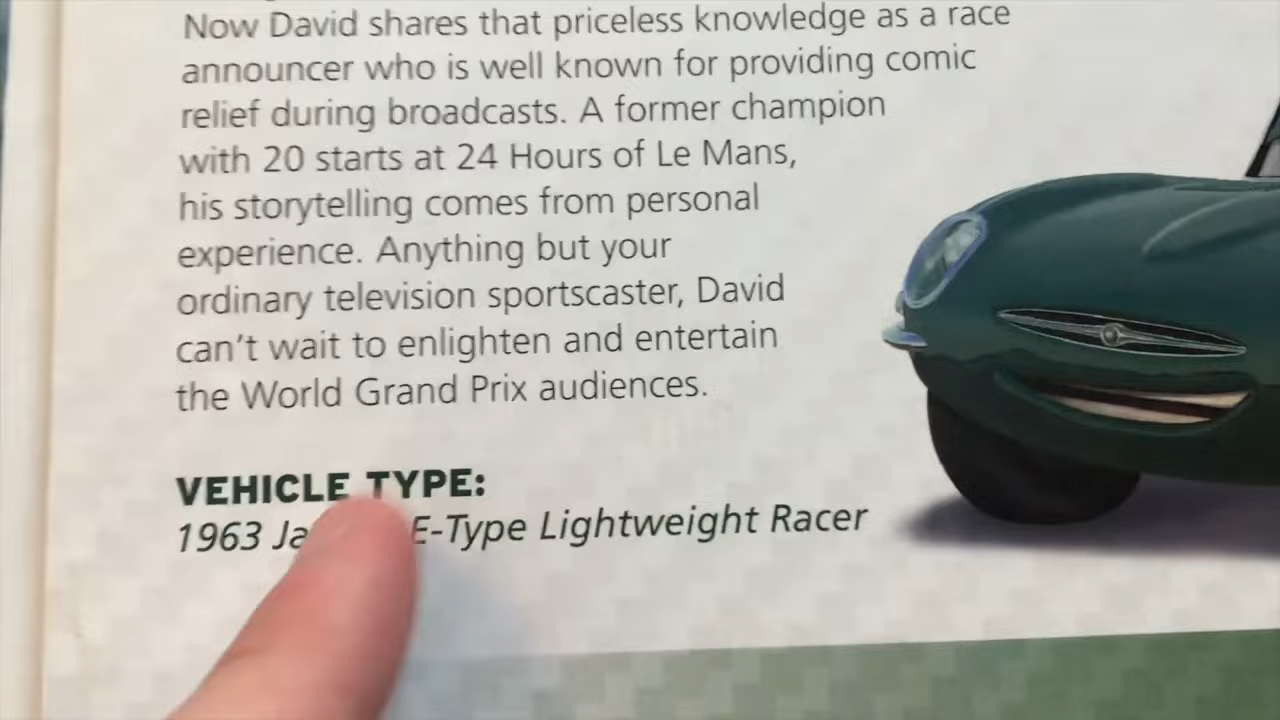 Now David shares that priceless knowledge as a race
announcer who is well known for providing comic
relief during broadcasts. A former champion
with 20 starts at 24 Hours of Le Mans,
his storytelling comes from personal
experience. Anything but your
ordinary television sportscaster, David
can't wait to enlighten and entertain
the World Grand Prix audiences.
VEHICLE TYPE:
1963 E-Type Lightweight Racer